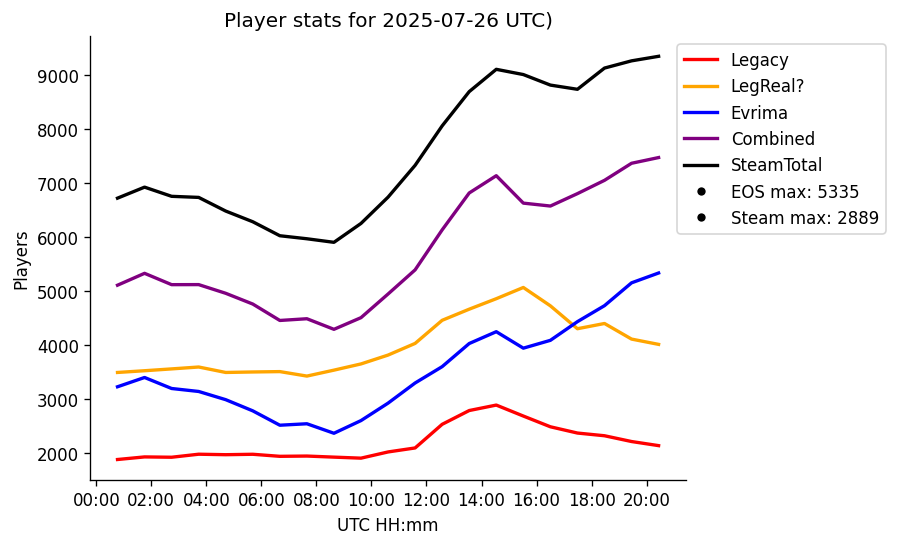 Player stats for 2025-07-26 UTC)
Legacy
LegReal?
Evrima
Combined
SteamTotal
EOS max: 5335
Steam max: 2889
Players
9000
8000
7000
6000
5000
4000
3000
2000
00:00 02:00 04:00 06:00 08:00 10:00 12:00 14:00 16:00 18:00 20:00
UTC HH:mm